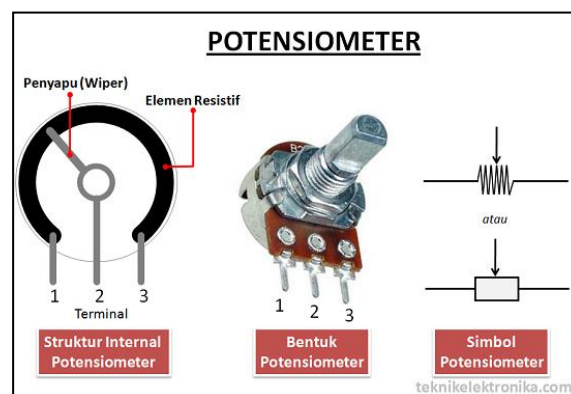 POTENSIOMETER
Penyapu (Wiper)
Elemen Resistif
1 2 3
Terminal
Struktur Internal
Potensiometer
1 2 3
Bentuk
Potensiometer
atau
Simbol
Potensiometer
teknikelektronika.com